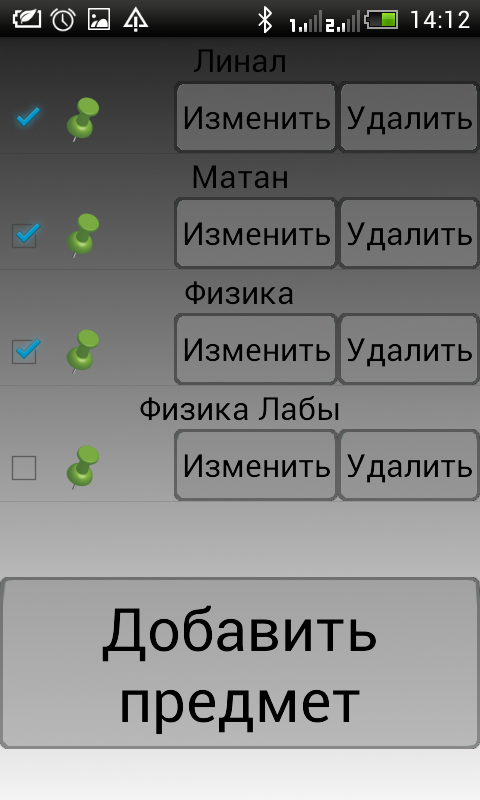 14:12
Линал
Изменить Удалить
Матан
Изменить Удалить
Физика
Изменить Удалить
Физика Лабы
Изменить Удалить
Добавить
предмет